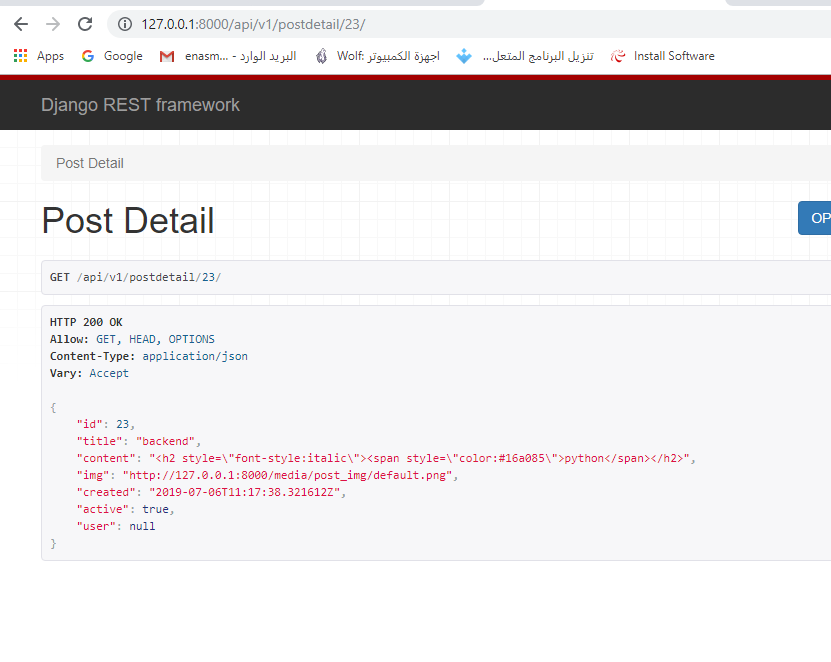 127.0.0.1:8000/api/v1/postdetail/23/
Apps Google enasm... - البريد الوارد Wolf: اجهزة الكمبيوتر تنزيل البرنامج المتعل... Install Software
Django REST framework
Post Detail
Post Detail
OP
GET /api/v1/postdetail/23/
HTTP 200 OK
Allow: GET, HEAD, OPTIONS
Content-Type: application/json
Vary: Accept
{
"id": 23,
"title": "backend",
"content": "<h2 style=\"font-style:italic\"><span style=\"color:#16a085\">python</span></h2>",
"img": "http://127.0.0.1:8000/media/post_img/default.png",
"created": "2019-07-06T11:17:38.321612Z",
"active": true,
"user": null
}